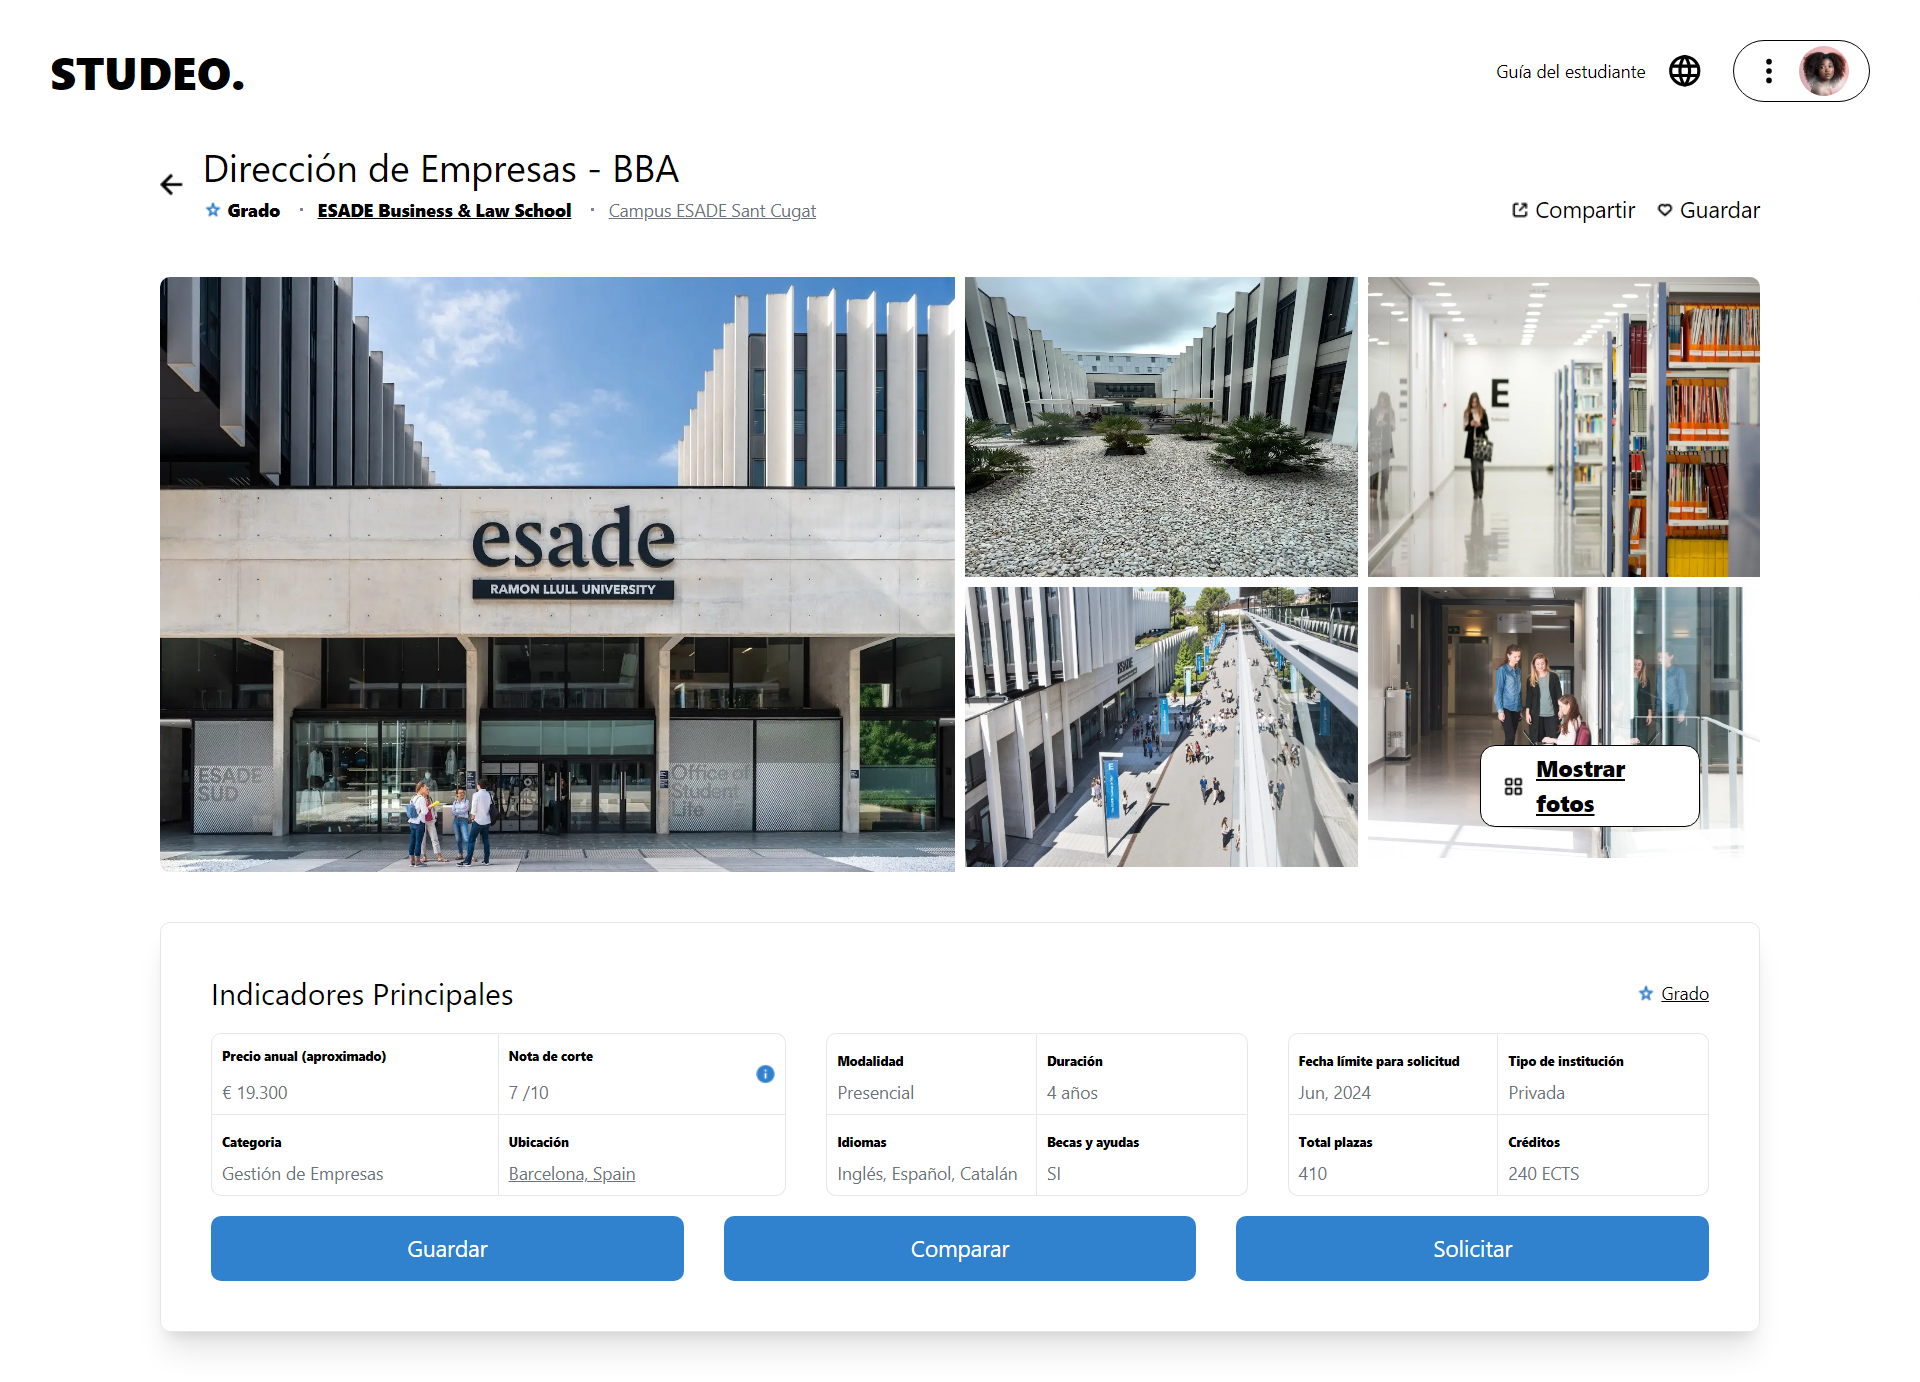 STUDEO.
Guía del estudiante
Dirección de Empresas - BBA
Grado · ESADE Business & Law School · Campus ESADE Sant Cugat
Compartir
Guardar
esade
RAMON LLULL UNIVERSITY
ESADE
SUD
Office of
Student
Life
E
ESADE
Mostrar
fotos
Indicadores Principales
Grado
Precio anual (aproximado)
€ 19.300
Nota de corte
7 /10
Categoria
Gestión de Empresas
Ubicación
Barcelona, Spain
Modalidad
Presencial
Duración
4 años
Idiomas
Inglés, Español, Catalán
Becas y ayudas
SI
Fecha límite para solicitud
Jun, 2024
Tipo de institución
Privada
Total plazas
410
Créditos
240 ECTS
Guardar
Comparar
Solicitar